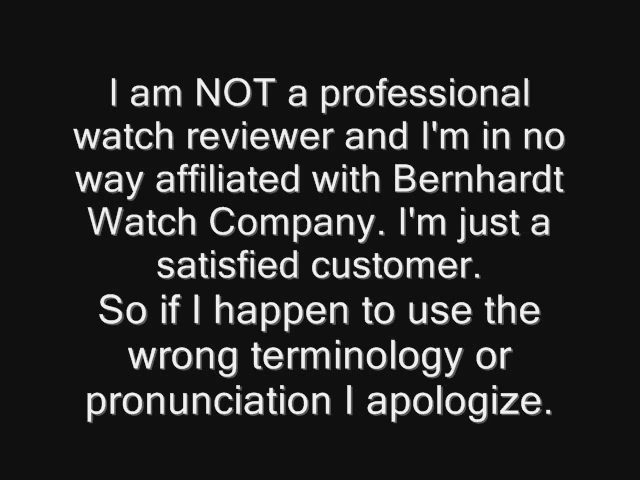 I am NOT a professional
watch reviewer and I'm in no
way affiliated with Bernhardt
Watch Company. I'm just a
satisfied customer.
So if I happen to use the
wrong terminology or
pronunciation I apologize.